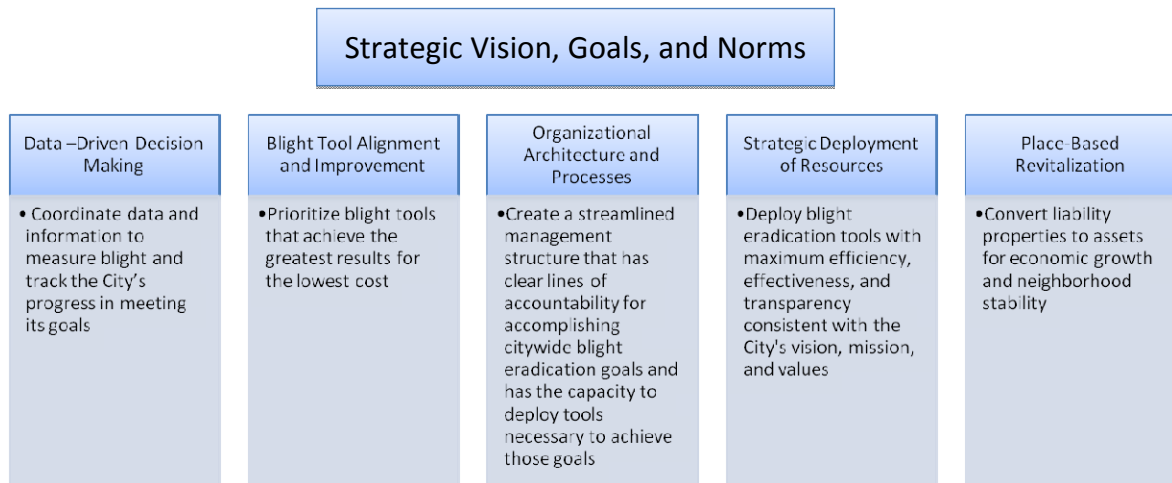 Strategic Vision, Goals, and Norms
Data –Driven Decision
Making
• Coordinate data and
information to
measure blight and
track the City’s
progress in meeting
its goals
Blight Tool Alignment
and Improvement
•Prioritize blight tools
that achieve the
greatest results for
the lowest cost
Organizational
Architecture and
Processes
•Create a streamlined
management
structure that has
clear lines of
accountability for
accomplishing
citywide blight
eradication goals and
has the capacity to
deploy tools
necessary to achieve
those goals
Strategic Deployment
of Resources
•Deploy blight
eradication tools with
maximum efficiency,
effectiveness, and
transparency
consistent with the
City's vision, mission,
and values
Place-Based
Revitalization
•Convert liability
properties to assets
for economic growth
and neighborhood
stability